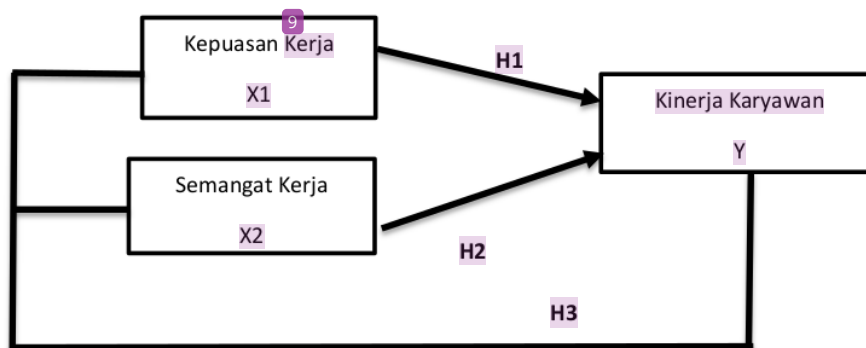 9
Kepuasan Kerja
X1
H1
Kinerja Karyawan
Y
Semangat Kerja
X2
H2
H3